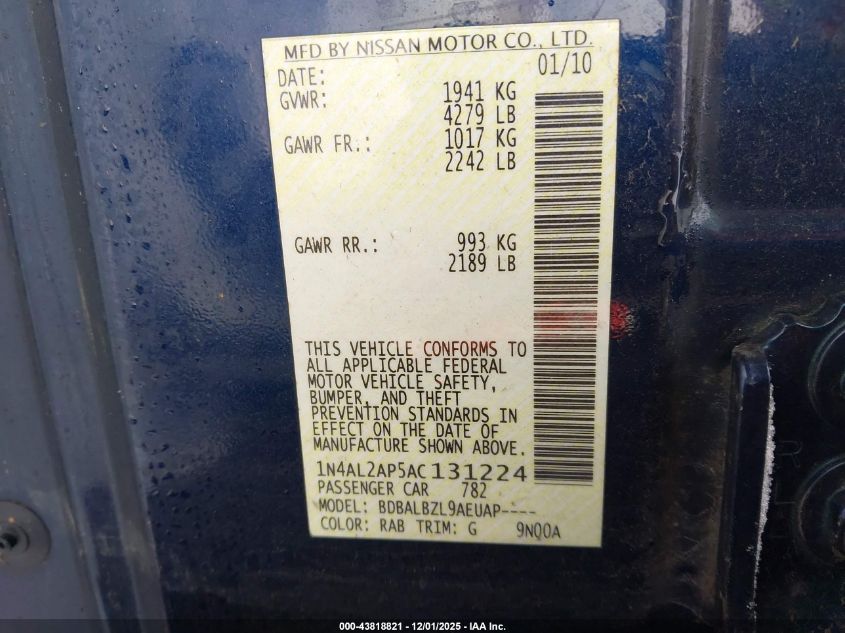 MFD BY NISSAN MOTOR CO., LTD.
DATE: 01/10
GVWR: 1941 KG
4279 LB
GAWR FR.: 1017 KG
2242 LB
GAWR RR.: 993 KG
2189 LB
THIS VEHICLE CONFORMS TO
ALL APPLICABLE FEDERAL
MOTOR VEHICLE SAFETY,
BUMPER, AND THEFT
PREVENTION STANDARDS IN
EFFECT ON THE DATE OF
MANUFACTURE SHOWN ABOVE.
1N4AL2AP5AC131224
PASSENGER CAR 782
MODEL: BDBALBZL9AEUAP----
COLOR: RAB TRIM: G 9NQ0A
000-43818821 - 12/01/2025 - IAA Inc.